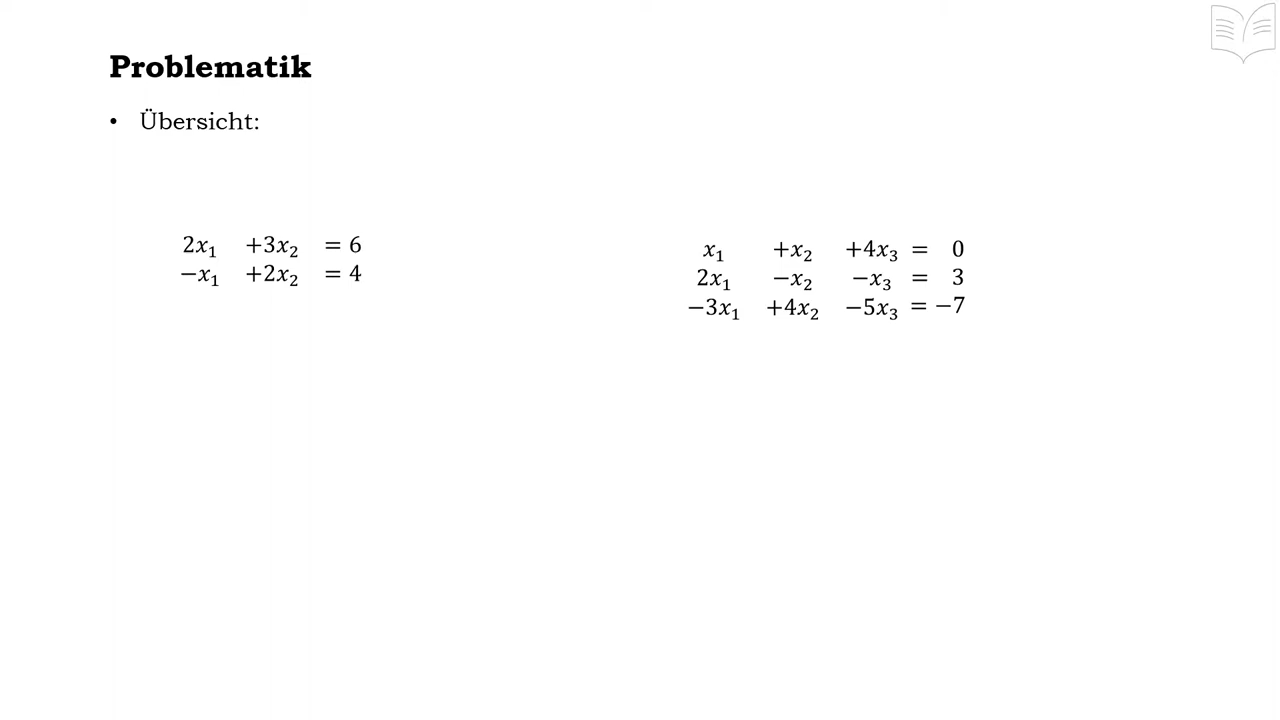 Problematik
• Übersicht:
2x₁ +3x₂ = 6
−x₁ +2x₂ = 4
x₁ +x₂ +4x₃ = 0
2x₁ −x₂ −x₃ = 3
−3x₁ +4x₂ −5x₃ = −7